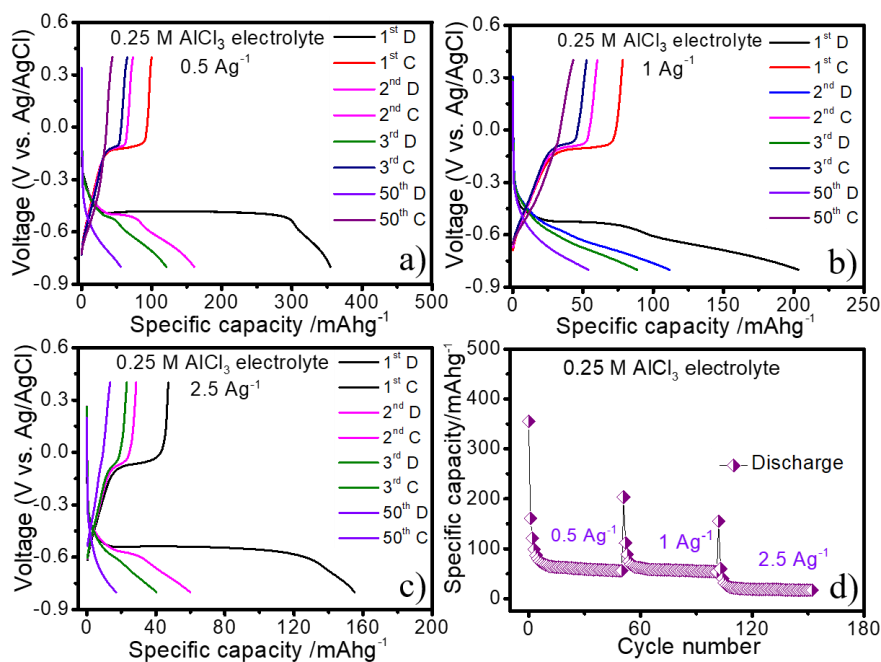 0.25 M AlCl₃ electrolyte
0.5 Ag⁻¹
1ˢᵗ D
1ˢᵗ C
2ⁿᵈ D
2ⁿᵈ C
3ʳᵈ D
3ʳᵈ C
50ᵗʰ D
50ᵗʰ C
a)
0.6
0.3
0.0
-0.3
-0.6
-0.9
Voltage (V vs. Ag/AgCl)
0 100 200 300 400 500
Specific capacity /mAhg⁻¹
0.25 M AlCl₃ electrolyte
1 Ag⁻¹
1ˢᵗ D
1ˢᵗ C
2ⁿᵈ D
2ⁿᵈ C
3ʳᵈ D
3ʳᵈ C
50ᵗʰ D
50ᵗʰ C
b)
0.6
0.3
0.0
-0.3
-0.6
-0.9
Voltage (V vs. Ag/AgCl)
0 50 100 150 200 250
Specific capacity /mAhg⁻¹
0.25 M AlCl₃ electrolyte
2.5 Ag⁻¹
1ˢᵗ D
1ˢᵗ C
2ⁿᵈ D
2ⁿᵈ C
3ʳᵈ D
3ʳᵈ C
50ᵗʰ D
50ᵗʰ C
c)
0.6
0.3
0.0
-0.3
-0.6
-0.9
Voltage (V vs. Ag/AgCl)
0 40 80 120 160 200
Specific capacity /mAhg⁻¹
0.25 M AlCl₃ electrolyte
Discharge
0.5 Ag⁻¹
1 Ag⁻¹
2.5 Ag⁻¹
d)
500
400
300
200
100
0
Specific capacity/mAhg⁻¹
0 60 120 180
Cycle number